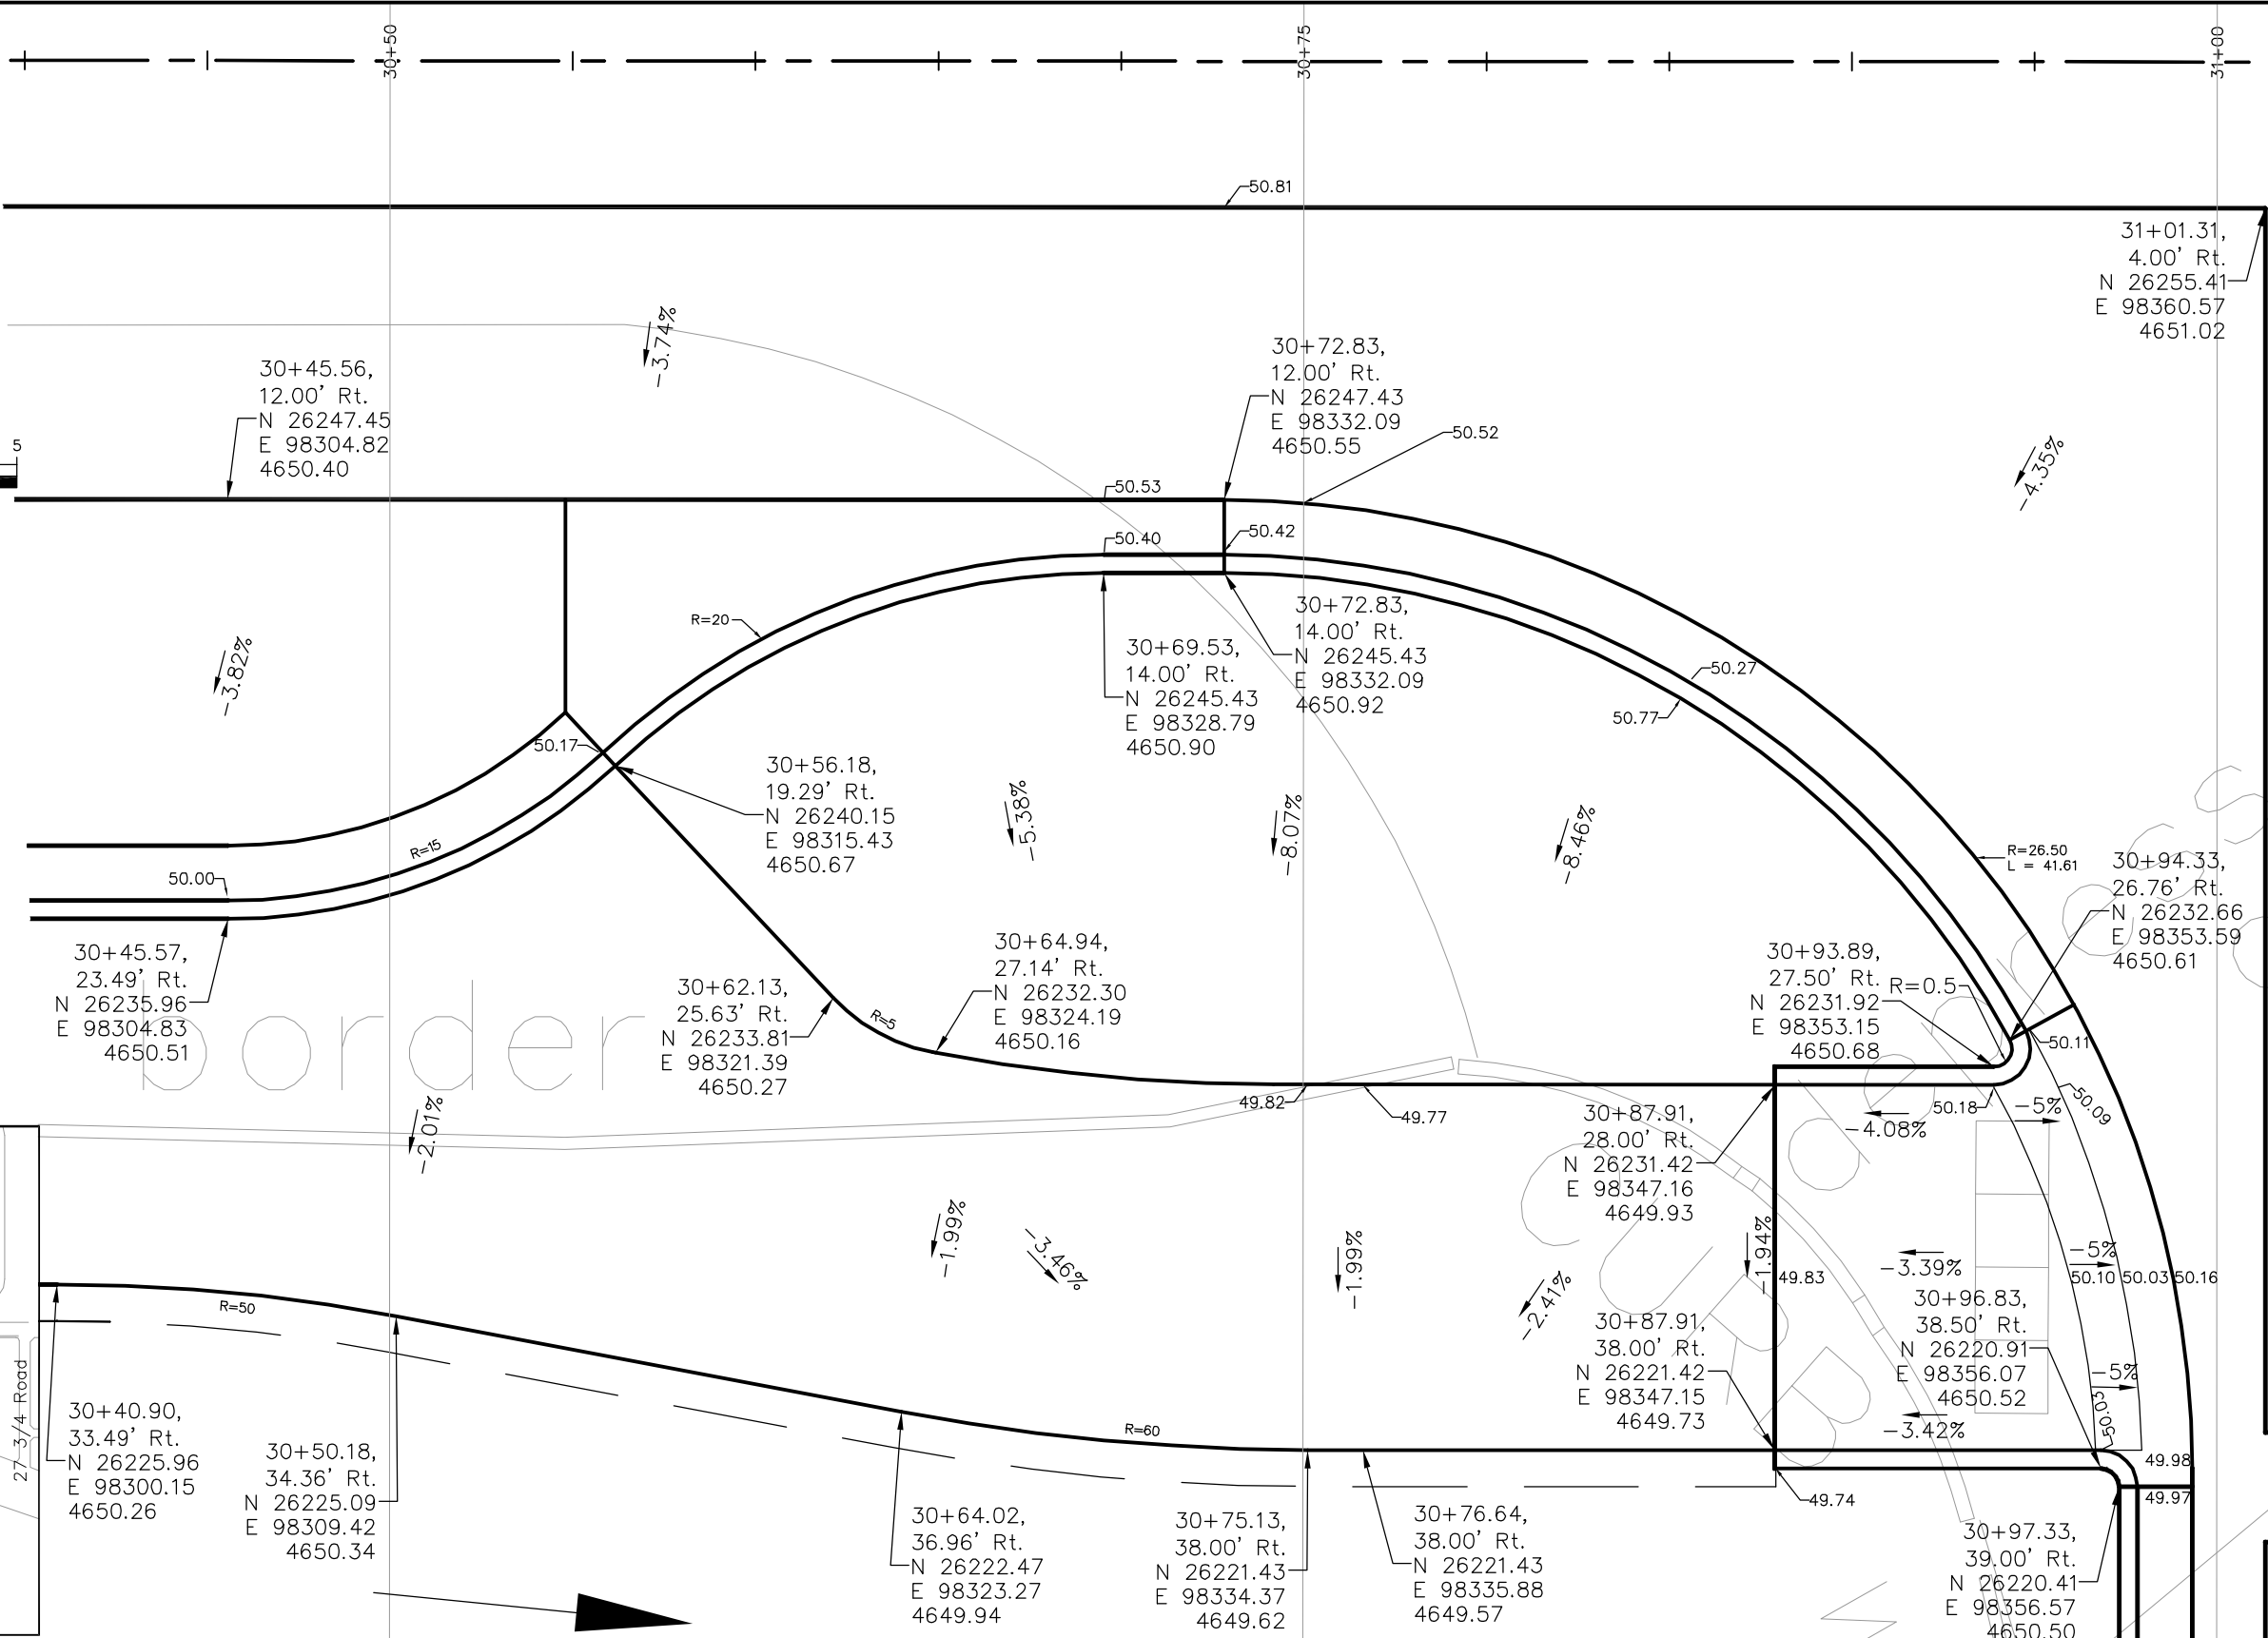 30+50
30+75
31+00
50.81
31+01.31,
4.00' Rt.
N 26255.41
E 98360.57
4651.02
-3.74%
30+45.56,
12.00' Rt.
N 26247.45
E 98304.82
4650.40
5
30+72.83,
12.00' Rt.
N 26247.43
E 98332.09
4650.55
50.52
-4.35%
50.53
50.40
50.42
R=20
-3.82%
30+69.53,
14.00' Rt.
N 26245.43
E 98328.79
4650.90
30+72.83,
14.00' Rt.
N 26245.43
E 98332.09
4650.92
50.27
50.77
50.17
30+56.18,
19.29' Rt.
N 26240.15
E 98315.43
4650.67
-5.38%
-8.07%
-8.46%
R=15
50.00
R=26.50
L = 41.61
30+94.33,
26.76' Rt.
N 26232.66
E 98353.59
4650.61
30+45.57,
23.49' Rt.
N 26235.96
E 98304.83
4650.51
30+62.13,
25.63' Rt.
N 26233.81
E 98321.39
4650.27
R=5
30+64.94,
27.14' Rt.
N 26232.30
E 98324.19
4650.16
30+93.89,
27.50' Rt.
N 26231.92
E 98353.15
4650.68
R=0.5
50.11
border
-2.01%
49.82
49.77
30+87.91,
28.00' Rt.
N 26231.42
E 98347.16
4649.93
50.18
-4.08%
-5%
50.09
-1.99%
-3.46%
-1.99%
-2.41%
-1.94%
49.83
-3.39%
-5%
50.10
50.03
50.16
R=50
27 3/4 Road
30+40.90,
33.49' Rt.
N 26225.96
E 98300.15
4650.26
30+50.18,
34.36' Rt.
N 26225.09
E 98309.42
4650.34
R=60
30+87.91,
38.00' Rt.
N 26221.42
E 98347.15
4649.73
30+96.83,
38.50' Rt.
N 26220.91
E 98356.07
4650.52
-5%
-3.42%
50.03
49.98
49.97
49.74
30+64.02,
36.96' Rt.
N 26222.47
E 98323.27
4649.94
30+75.13,
38.00' Rt.
N 26221.43
E 98334.37
4649.62
30+76.64,
38.00' Rt.
N 26221.43
E 98335.88
4649.57
30+97.33,
39.00' Rt.
N 26220.41
E 98356.57
4650.50